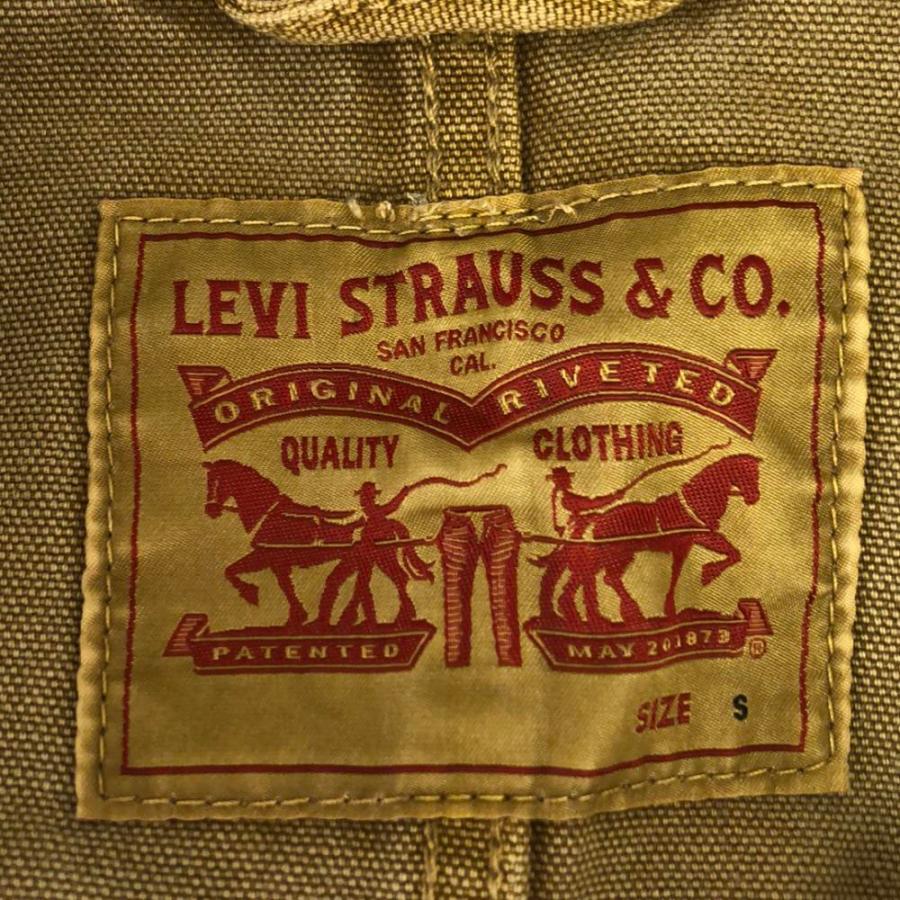 LEVI STRAUSS & CO.
SAN FRANCISCO
CAL.
ORIGINAL RIVETED
QUALITY CLOTHING
PATENTED MAY 20 1873 ®
SIZE S